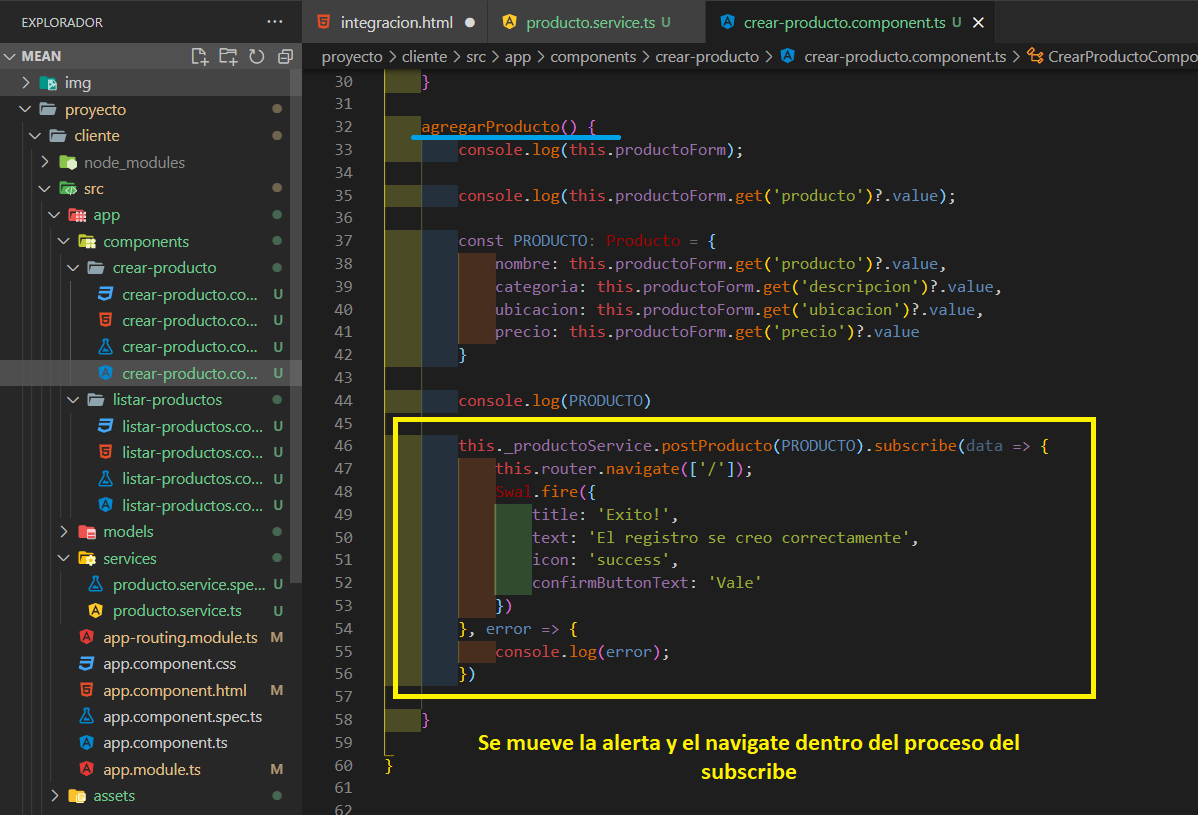 EXPLORADOR ···
MEAN
img
proyecto
cliente
node_modules
src
app
components
crear-producto
crear-producto.co... U
crear-producto.co... U
crear-producto.co... U
crear-producto.co... U
listar-productos
listar-productos.co... U
listar-productos.co... U
listar-productos.co... U
listar-productos.co... U
models
services
producto.service.spe... U
producto.service.ts U
app-routing.module.ts M
app.component.css
app.component.html M
app.component.spec.ts
app.component.ts
app.module.ts M
assets
integracion.html ●
producto.service.ts U
crear-producto.component.ts U ×
proyecto > cliente > src > app > components > crear-producto > crear-producto.component.ts > CrearProductoCompo
30 }
31
32 agregarProducto() {
33 console.log(this.productoForm);
34
35 console.log(this.productoForm.get('producto')?.value);
36
37 const PRODUCTO: Producto = {
38 nombre: this.productoForm.get('producto')?.value,
39 categoria: this.productoForm.get('descripcion')?.value,
40 ubicacion: this.productoForm.get('ubicacion')?.value,
41 precio: this.productoForm.get('precio')?.value
42 }
43
44 console.log(PRODUCTO)
45
46 this._productoService.postProducto(PRODUCTO).subscribe(data => {
47 this.router.navigate(['/']);
48 Swal.fire({
49 title: 'Exito!',
50 text: 'El registro se creo correctamente',
51 icon: 'success',
52 confirmButtonText: 'Vale'
53 })
54 }, error => {
55 console.log(error);
56 })
57
58 }
59
60 }
61
62
Se mueve la alerta y el navigate dentro del proceso del
subscribe